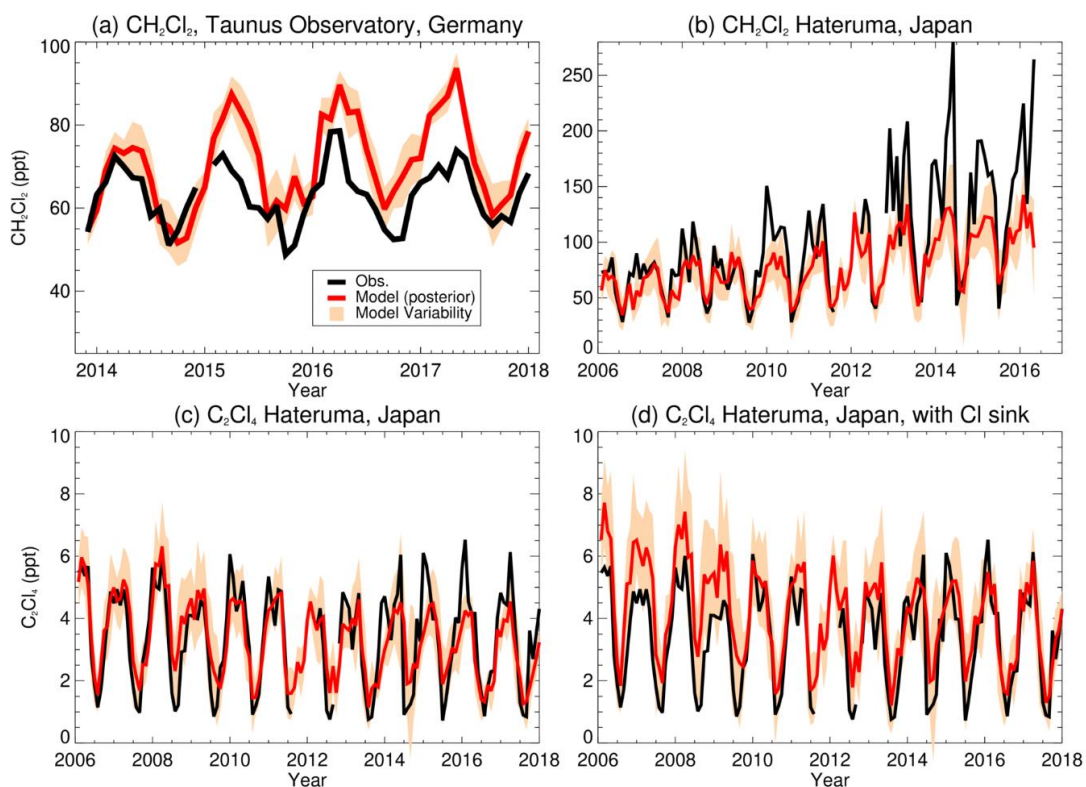 (a) CH₂Cl₂, Taunus Observatory, Germany
100
80
60
40
CH₂Cl₂ (ppt)
Obs.
Model (posterior)
Model Variability
2014 2015 2016 2017 2018
Year
(b) CH₂Cl₂ Hateruma, Japan
250
200
150
100
50
0
2006 2008 2010 2012 2014 2016
Year
(c) C₂Cl₄ Hateruma, Japan
10
8
6
4
2
0
C₂Cl₄ (ppt)
2006 2008 2010 2012 2014 2016 2018
Year
(d) C₂Cl₄ Hateruma, Japan, with Cl sink
10
8
6
4
2
0
2006 2008 2010 2012 2014 2016 2018
Year